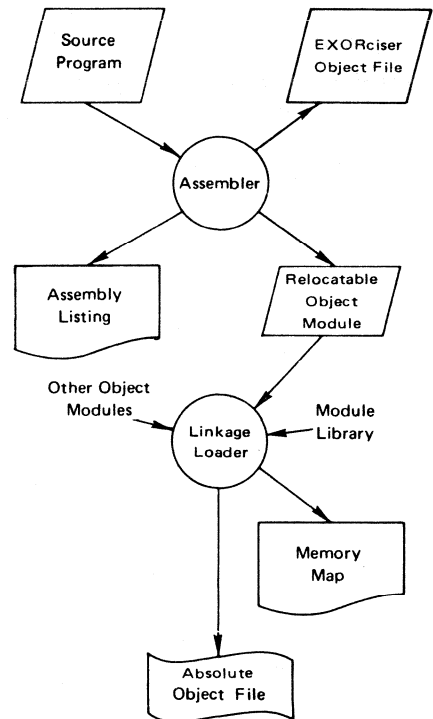 Source
Program
EXORciser
Object File
Assembler
Assembly
Listing
Relocatable
Object
Module
Other Object
Modules
Linkage
Loader
Module
Library
Memory
Map
Absolute
Object File